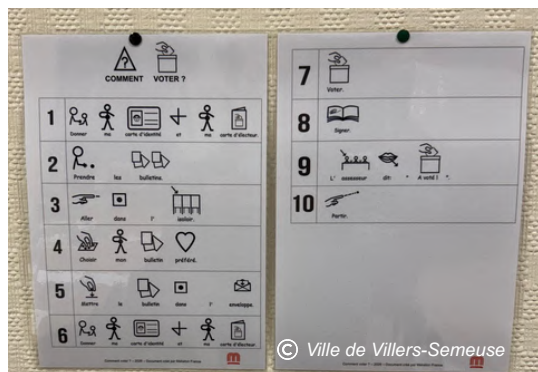 COMMENT VOTER ?
1
Donner ma carte d'identité et ma carte d'électeur.
2
Prendre les bulletins.
3
Aller dans l' isoloir.
4
Choisir mon bulletin préféré.
5
Mettre le bulletin dans l' enveloppe.
6
Donner ma carte d'identité et ma carte d'électeur.
7
Voter.
8
Signer.
9
L' assesseur dit: " A voté ! ".
10
Partir.
© Ville de Villers-Semeuse